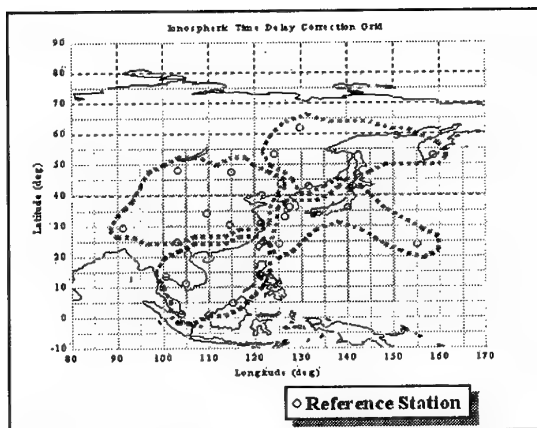 Ionospheric Time Delay Correction Grid
90
80
70
60
50
40
30
20
10
0
-10
Latitude (deg)
80 90 100 110 120 130 140 150 160 170
Longitude (deg)
Reference Station